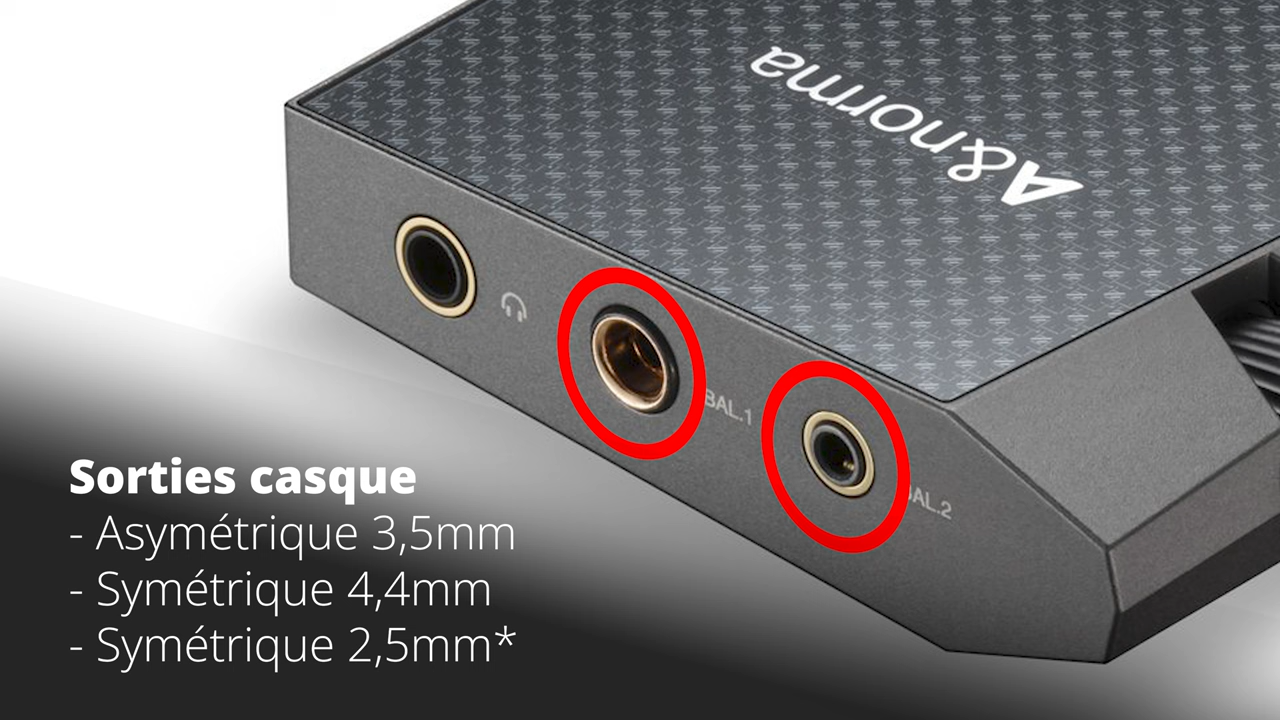 A&norma
BAL.1
BAL.2
Sorties casque
- Asymétrique 3,5mm
- Symétrique 4,4mm
- Symétrique 2,5mm*